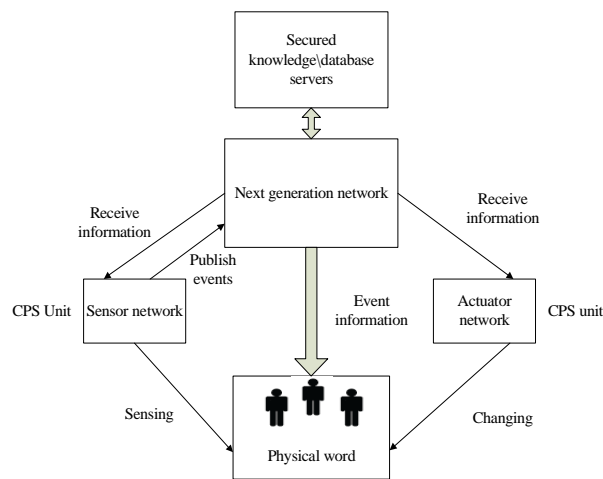 Secured
knowledge\database
servers
Next generation network
Receive
information
Receive
information
Publish
events
CPS Unit
Sensor network
Event
information
Actuator
network
CPS unit
Sensing
Changing
Physical word